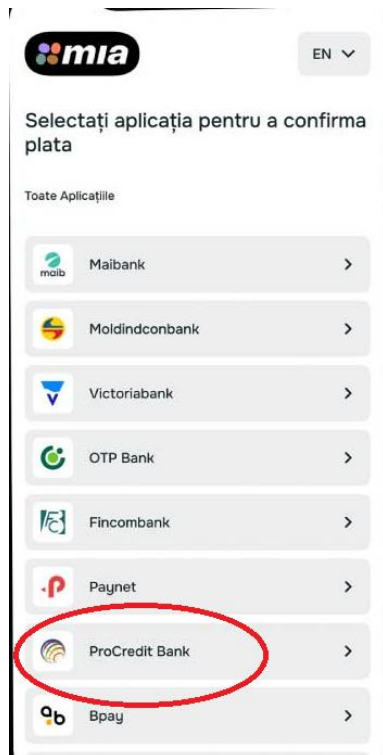 mia
EN
Selectați aplicația pentru a confirma
plata
Toate Aplicațiile
maib Maibank
Moldindconbank
Victoriabank
OTP Bank
FC Fincombank
Paynet
ProCredit Bank
Bpay